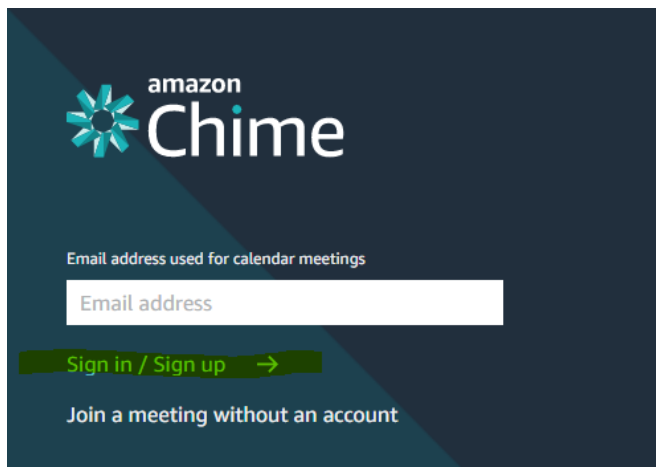 amazon
Chime
Email address used for calendar meetings
Email address
Sign in / Sign up →
Join a meeting without an account